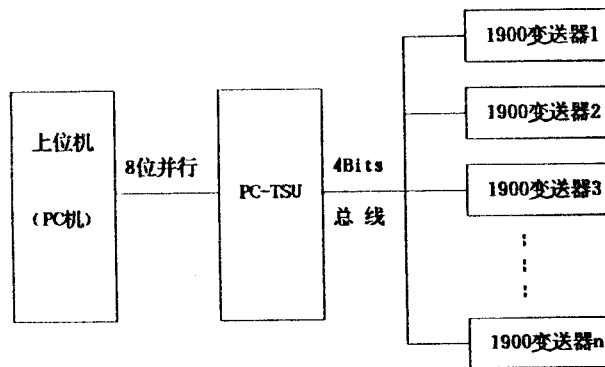 上位机
(PC机)
8位并行
PC-TSU
4Bits
总 线
1900变送器1
1900变送器2
1900变送器3
1900变送器n